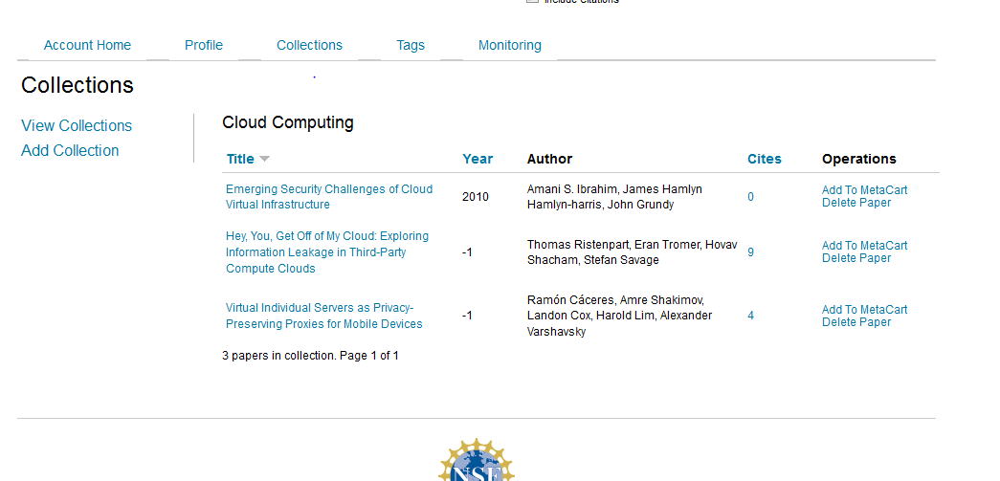 Include Citations
Account Home Profile Collections Tags Monitoring
Collections
View Collections
Add Collection
Cloud Computing
Title Year Author Cites Operations
Emerging Security Challenges of Cloud
Virtual Infrastructure
2010
Amani S. Ibrahim, James Hamlyn
Hamlyn-harris, John Grundy
0
Add To MetaCart
Delete Paper
Hey, You, Get Off of My Cloud: Exploring
Information Leakage in Third-Party
Compute Clouds
-1
Thomas Ristenpart, Eran Tromer, Hovav
Shacham, Stefan Savage
9
Add To MetaCart
Delete Paper
Virtual Individual Servers as Privacy-
Preserving Proxies for Mobile Devices
-1
Ramón Cáceres, Amre Shakimov,
Landon Cox, Harold Lim, Alexander
Varshavsky
4
Add To MetaCart
Delete Paper
3 papers in collection. Page 1 of 1
NSF